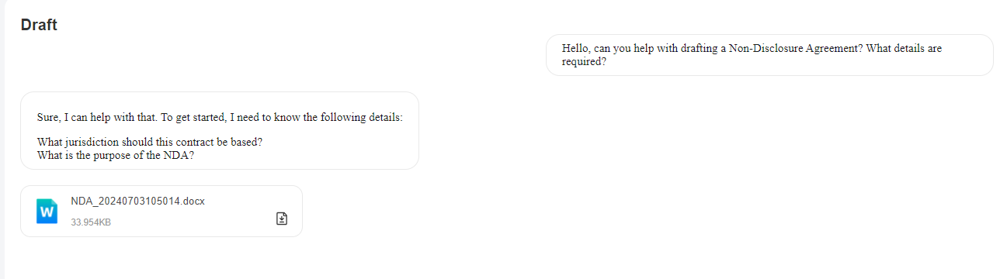 Draft
Hello, can you help with drafting a Non-Disclosure Agreement? What details are
required?
Sure, I can help with that. To get started, I need to know the following details:
What jurisdiction should this contract be based?
What is the purpose of the NDA?
W
NDA_20240703105014.docx
33.954KB